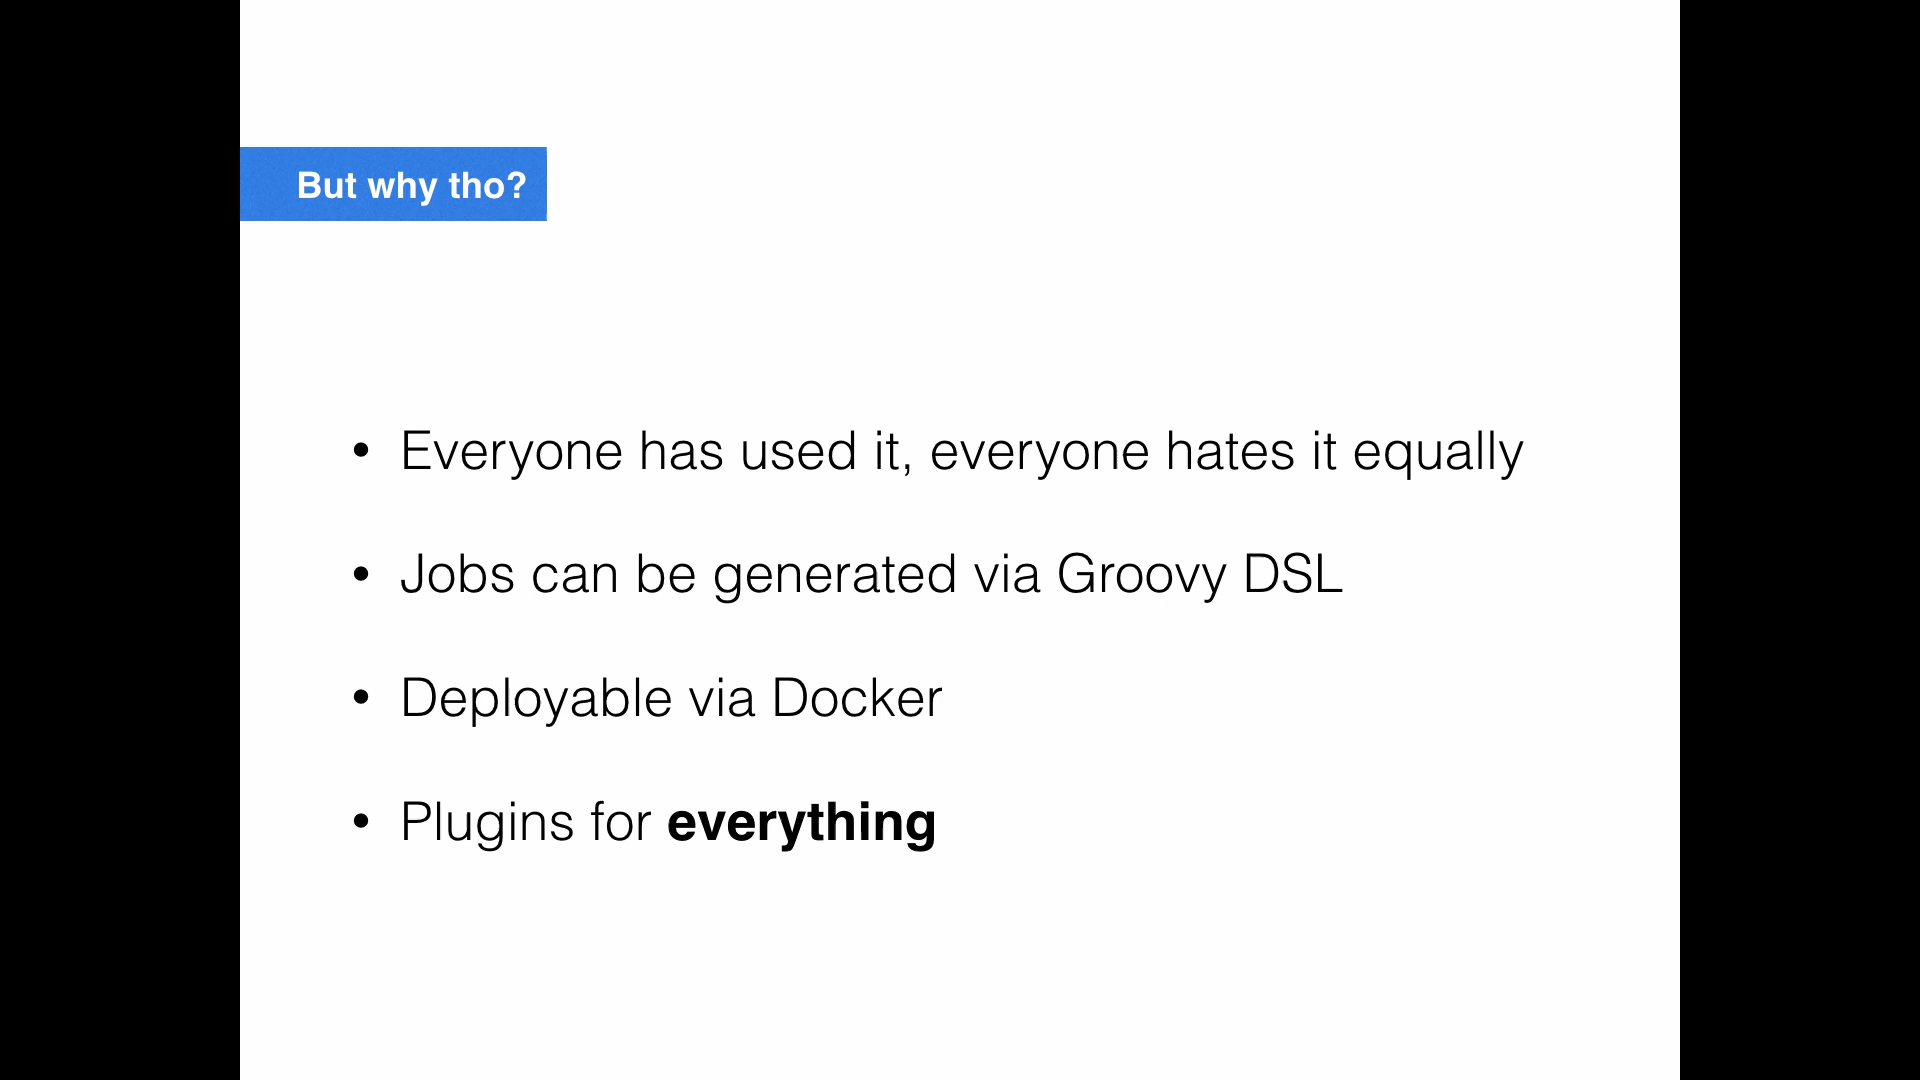 But why tho?
• Everyone has used it, everyone hates it equally
• Jobs can be generated via Groovy DSL
• Deployable via Docker
• Plugins for everything